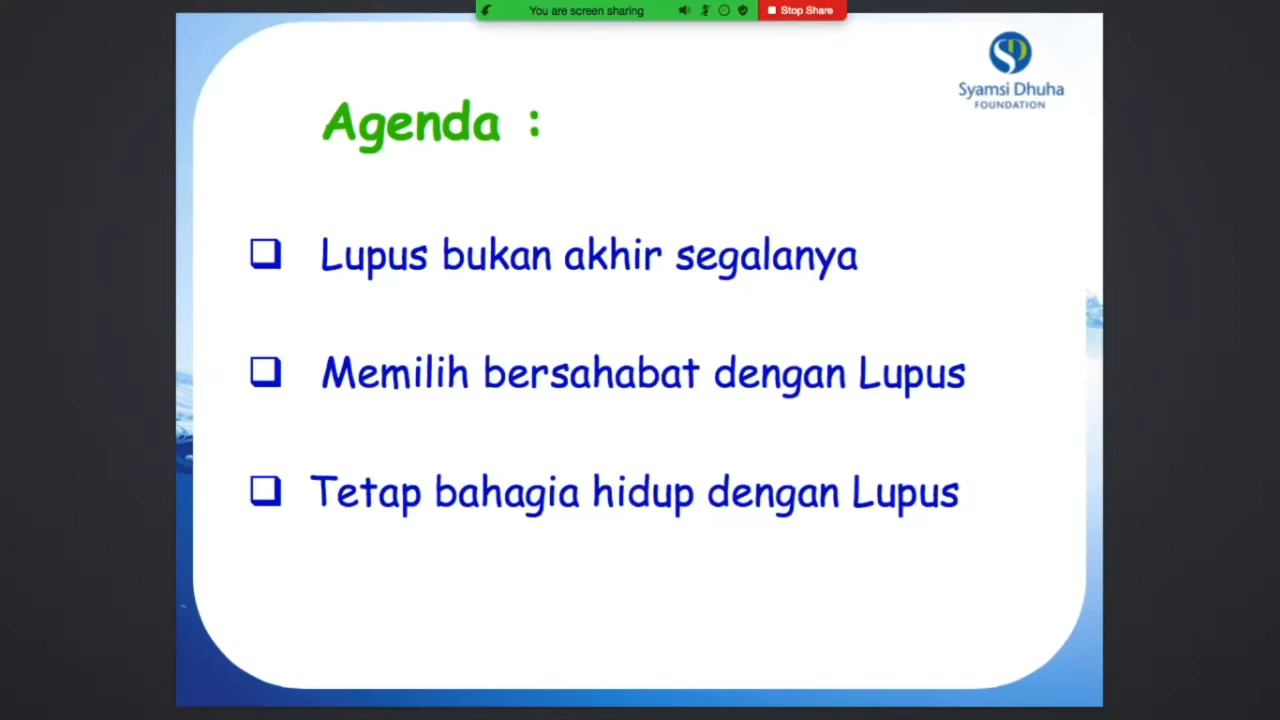 You are screen sharing
Stop Share
SD
Syamsi Dhuha
FOUNDATION
Agenda :
Lupus bukan akhir segalanya
Memilih bersahabat dengan Lupus
Tetap bahagia hidup dengan Lupus